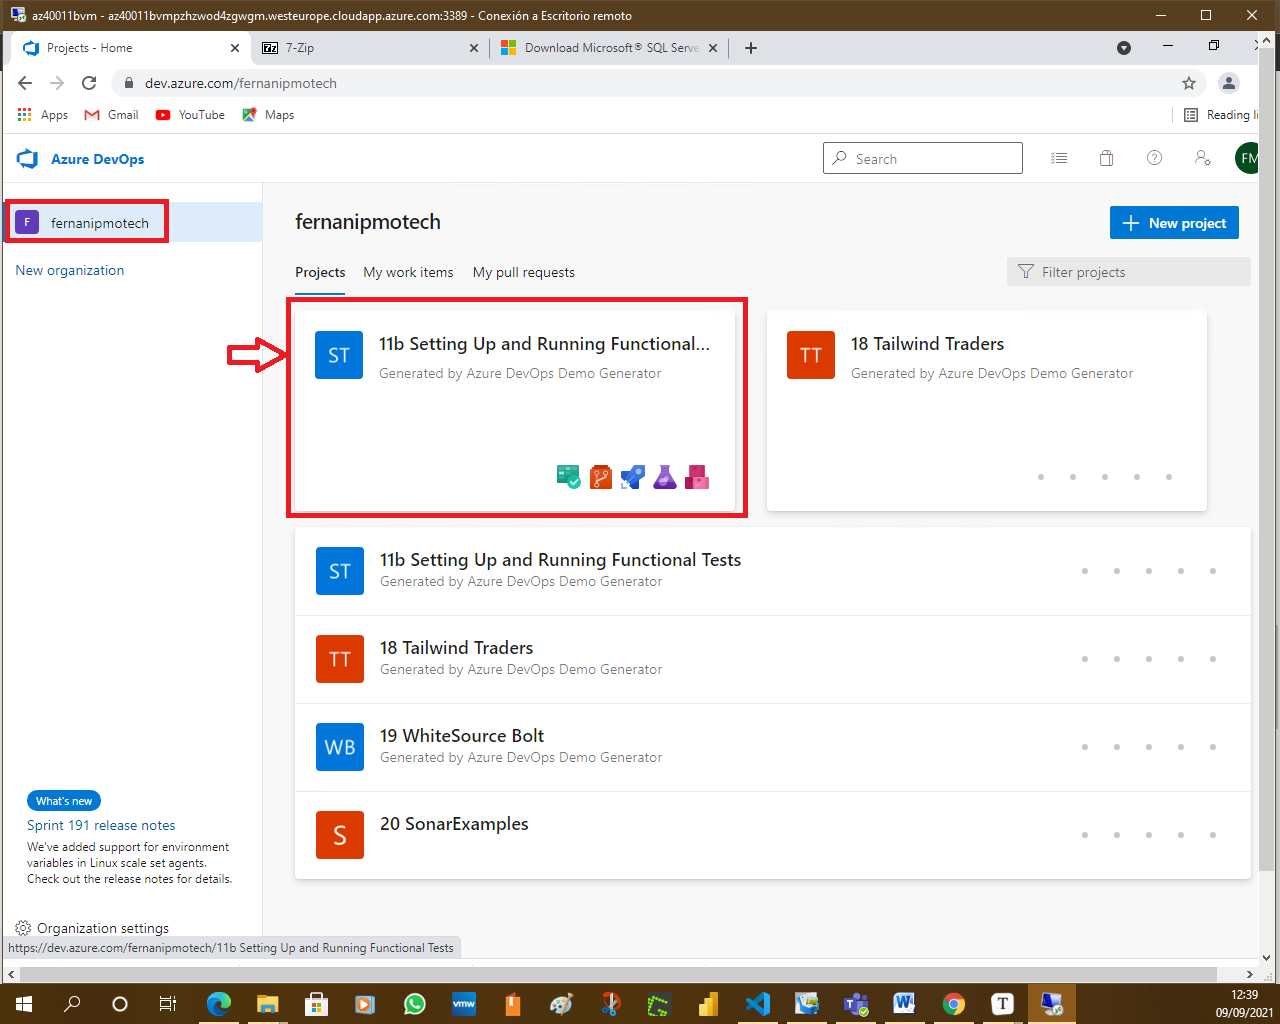 az40011bvm - az40011bvmpzhzwod4zgwgm.westeurope.cloudapp.azure.com:3389 - Conexión a Escritorio remoto
Projects - Home
7z
7-Zip
Download Microsoft® SQL Serve
dev.azure.com/fernanipmotech
Apps
Gmail
YouTube
Maps
Reading li
Azure DevOps
Search
FM
F
fernanipmotech
New organization
fernanipmotech
New project
Projects
My work items
My pull requests
Filter projects
ST
11b Setting Up and Running Functional...
Generated by Azure DevOps Demo Generator
TT
18 Tailwind Traders
Generated by Azure DevOps Demo Generator
ST
11b Setting Up and Running Functional Tests
Generated by Azure DevOps Demo Generator
TT
18 Tailwind Traders
Generated by Azure DevOps Demo Generator
WB
19 WhiteSource Bolt
Generated by Azure DevOps Demo Generator
S
20 SonarExamples
What's new
Sprint 191 release notes
We've added support for environment
variables in Linux scale set agents.
Check out the release notes for details.
Organization settings
https://dev.azure.com/fernanipmotech/11b Setting Up and Running Functional Tests
vmw
W
T
12:39
09/09/2021